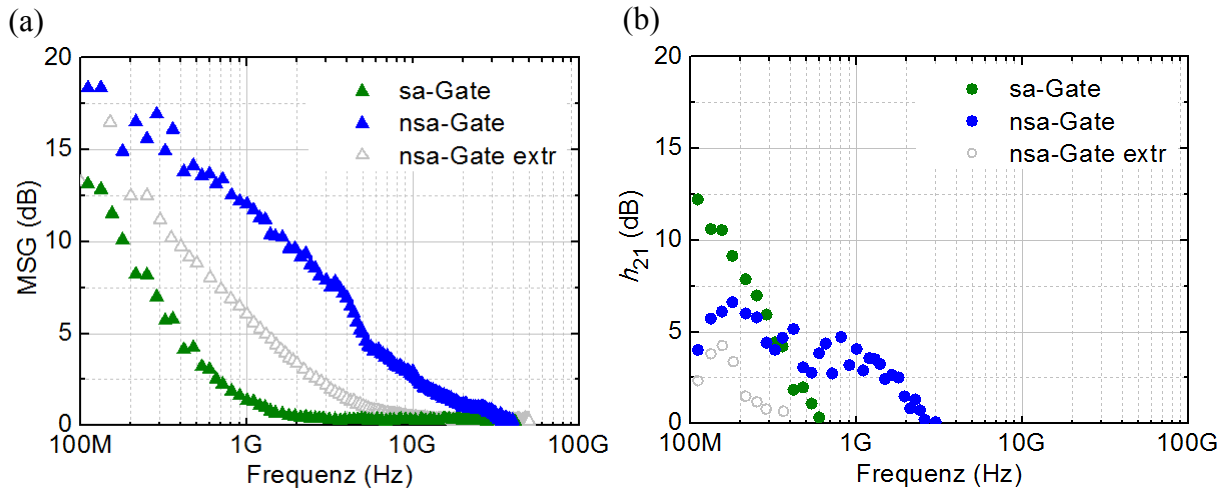 (a)
20
15
10
5
0
MSG (dB)
sa-Gate
nsa-Gate
nsa-Gate extr
100M
1G
10G
100G
Frequenz (Hz)
(b)
20
15
10
5
0
h21 (dB)
sa-Gate
nsa-Gate
nsa-Gate extr
100M
1G
10G
100G
Frequenz (Hz)